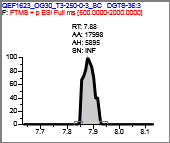 QEF1623_OG30_T3-250-0-3_SC DGTS-36:3
F: FTMS + p ESI Full ms [500.0000-2000.0000]
RT: 7.88
AA: 17998
AH: 5895
SN: INF
100
80
60
40
20
0
7.7 7.8 7.9 8.0 8.1